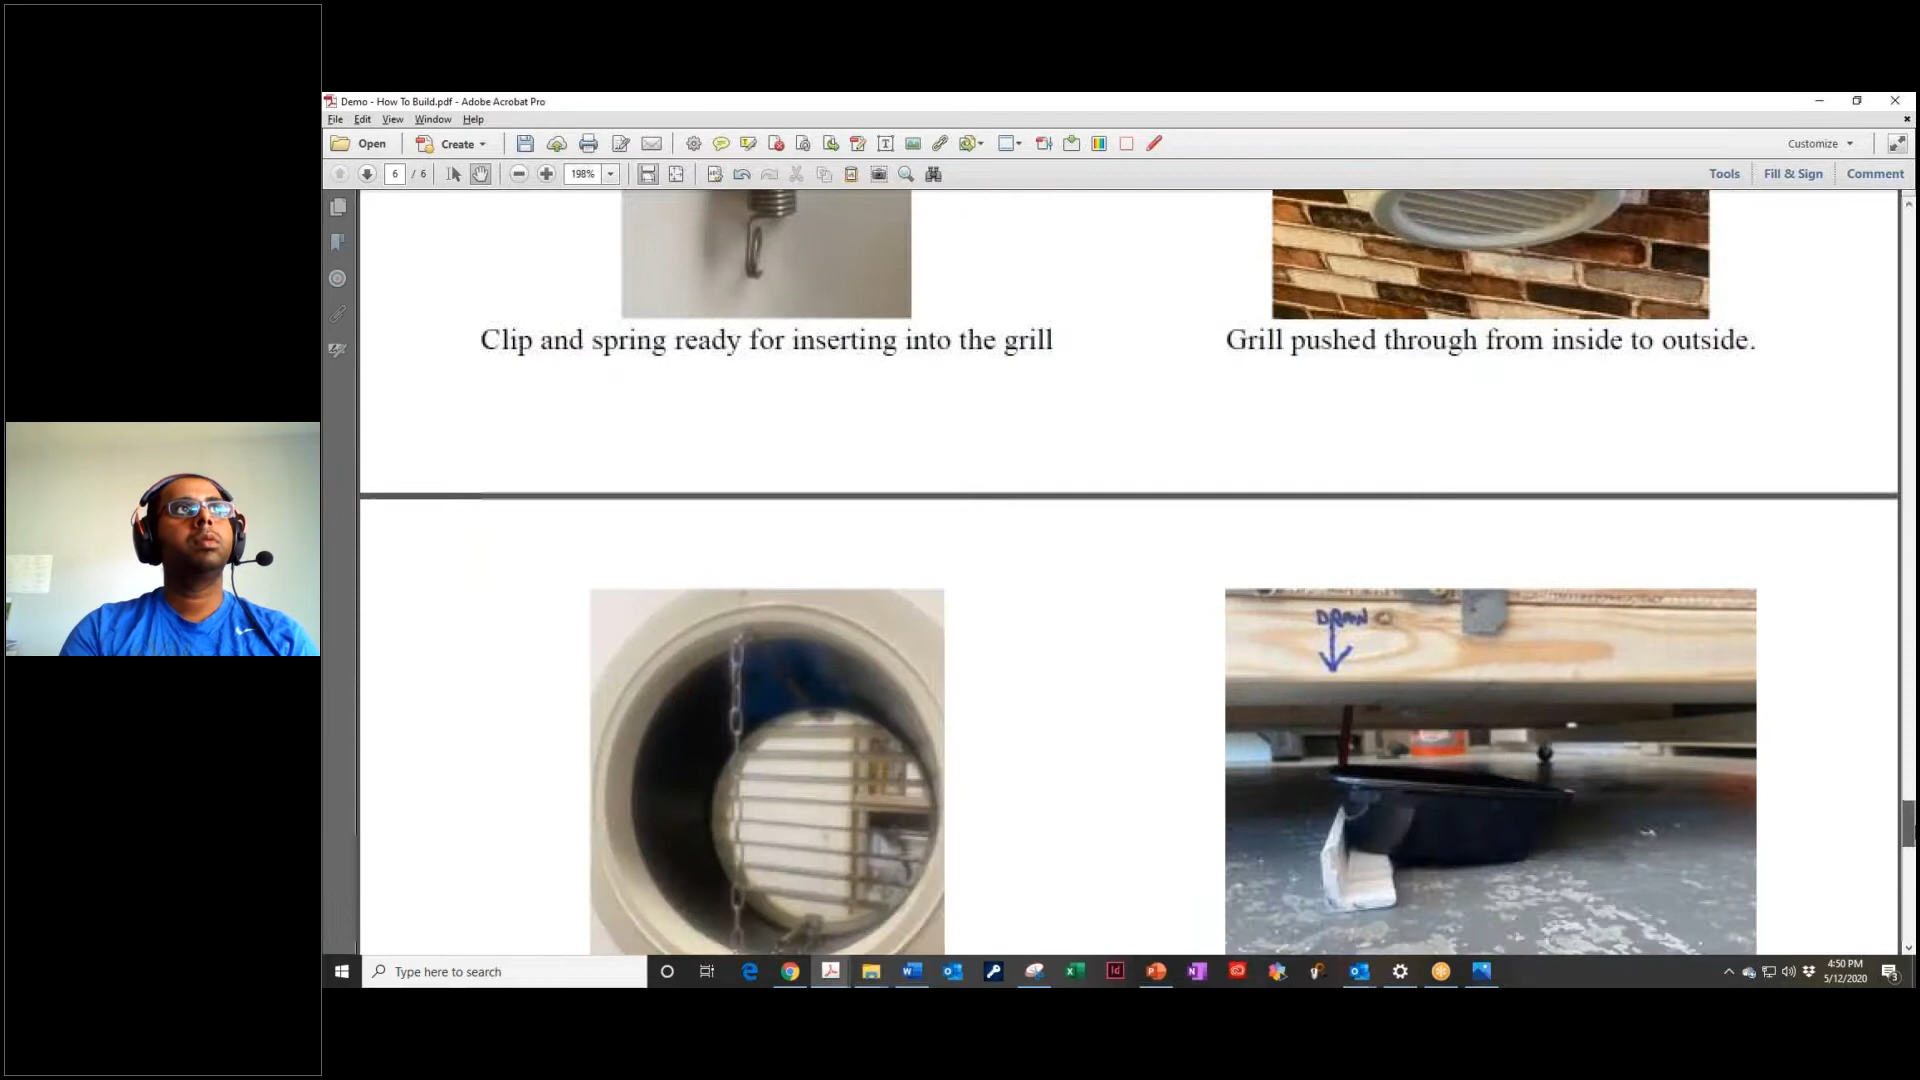 Demo - How To Build.pdf - Adobe Acrobat Pro
File Edit View Window Help
Open Create Customize
6 / 6 198% Tools Fill & Sign Comment
Clip and spring ready for inserting into the grill
Grill pushed through from inside to outside.
DRAIN
Type here to search
4:50 PM
5/12/2020
3